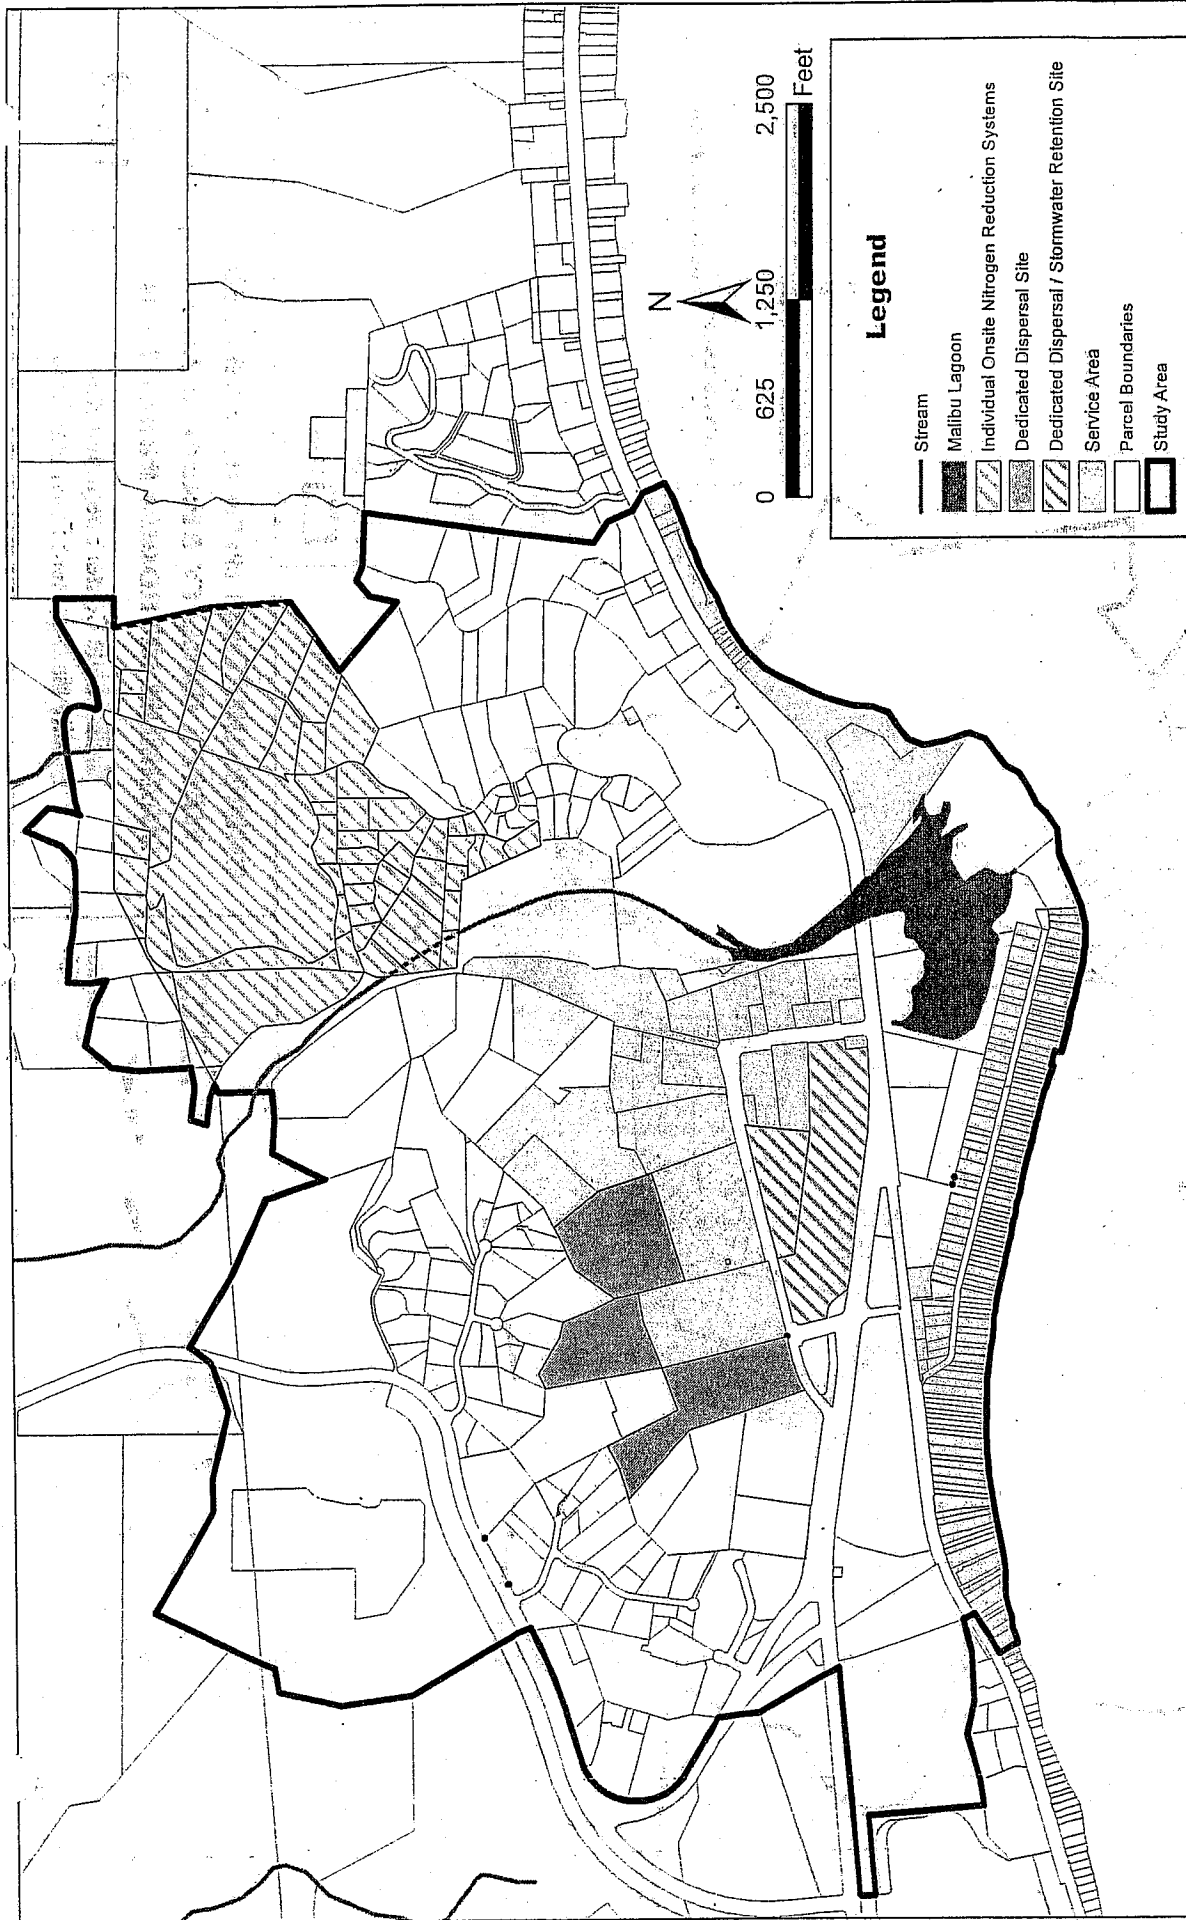 N
0 625 1,250 2,500
Feet
Legend
Stream
Malibu Lagoon
Individual Onsite Nitrogen Reduction Systems
Dedicated Dispersal Site
Dedicated Dispersal / Stormwater Retention Site
Service Area
Parcel Boundaries
Study Area